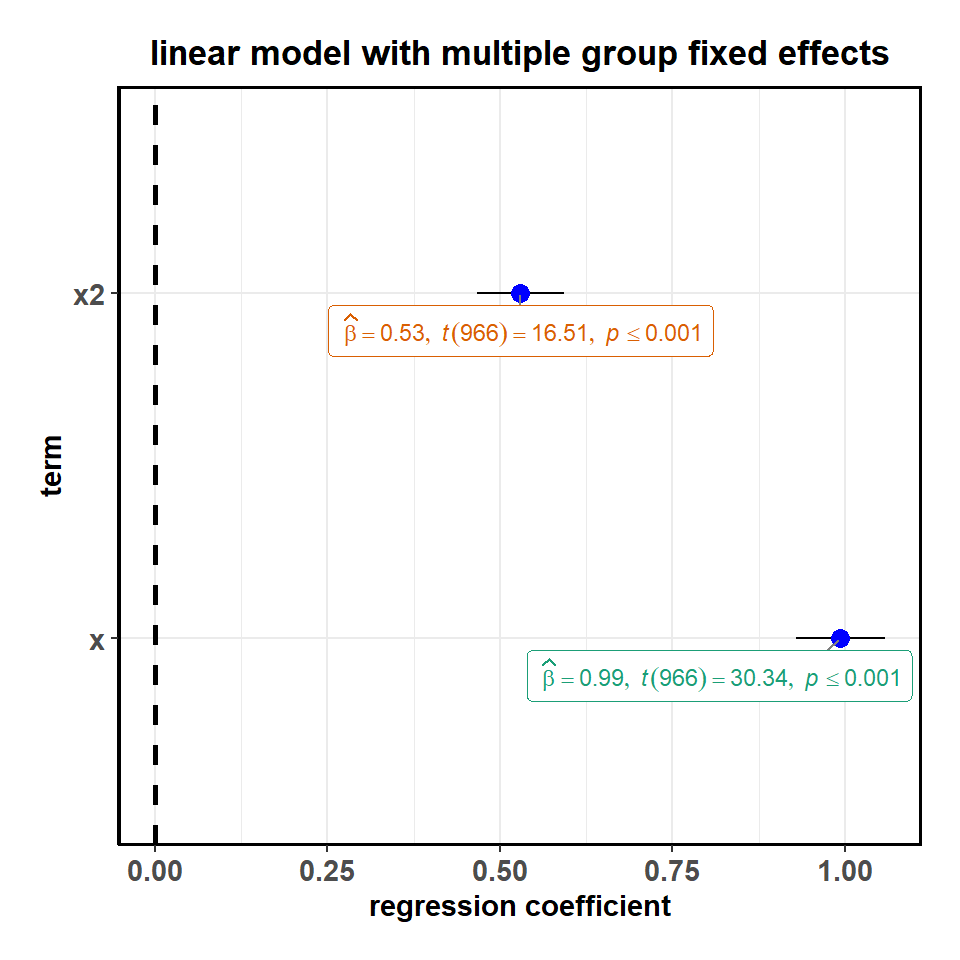 linear model with multiple group fixed effects
x2
β̂ = 0.53, t(966) = 16.51, p ≤ 0.001
term
x
β̂ = 0.99, t(966) = 30.34, p ≤ 0.001
0.00 0.25 0.50 0.75 1.00
regression coefficient